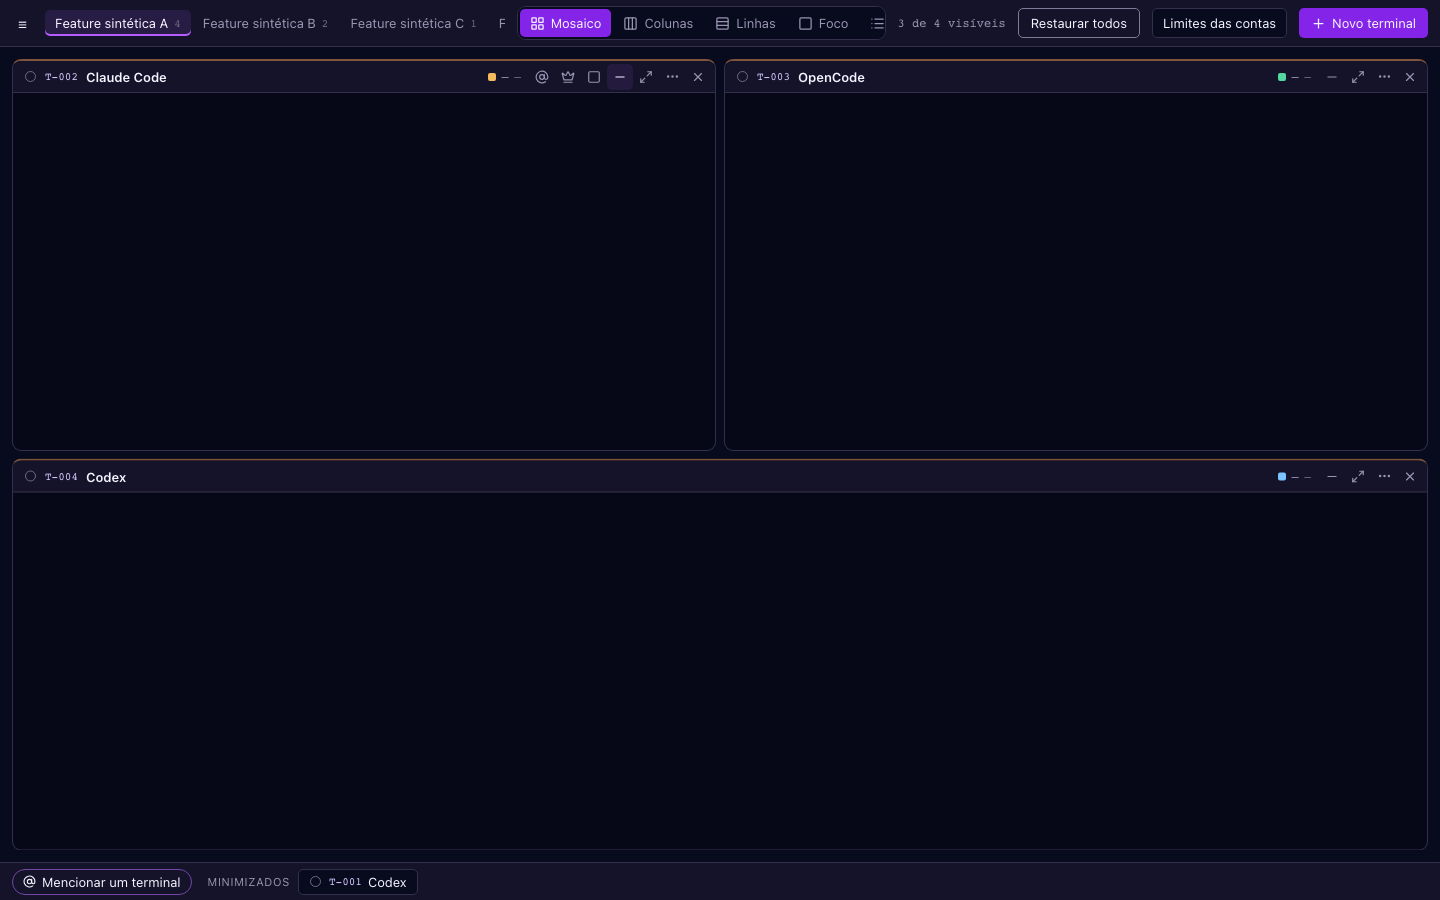 Feature sintética A 4 Feature sintética B 2 Feature sintética C 1 F Mosaico Colunas Linhas Foco 3 de 4 visíveis Restaurar todos Limites das contas + Novo terminal
T-002 Claude Code — —
T-003 OpenCode — —
T-004 Codex — —
@ Mencionar um terminal MINIMIZADOS T-001 Codex